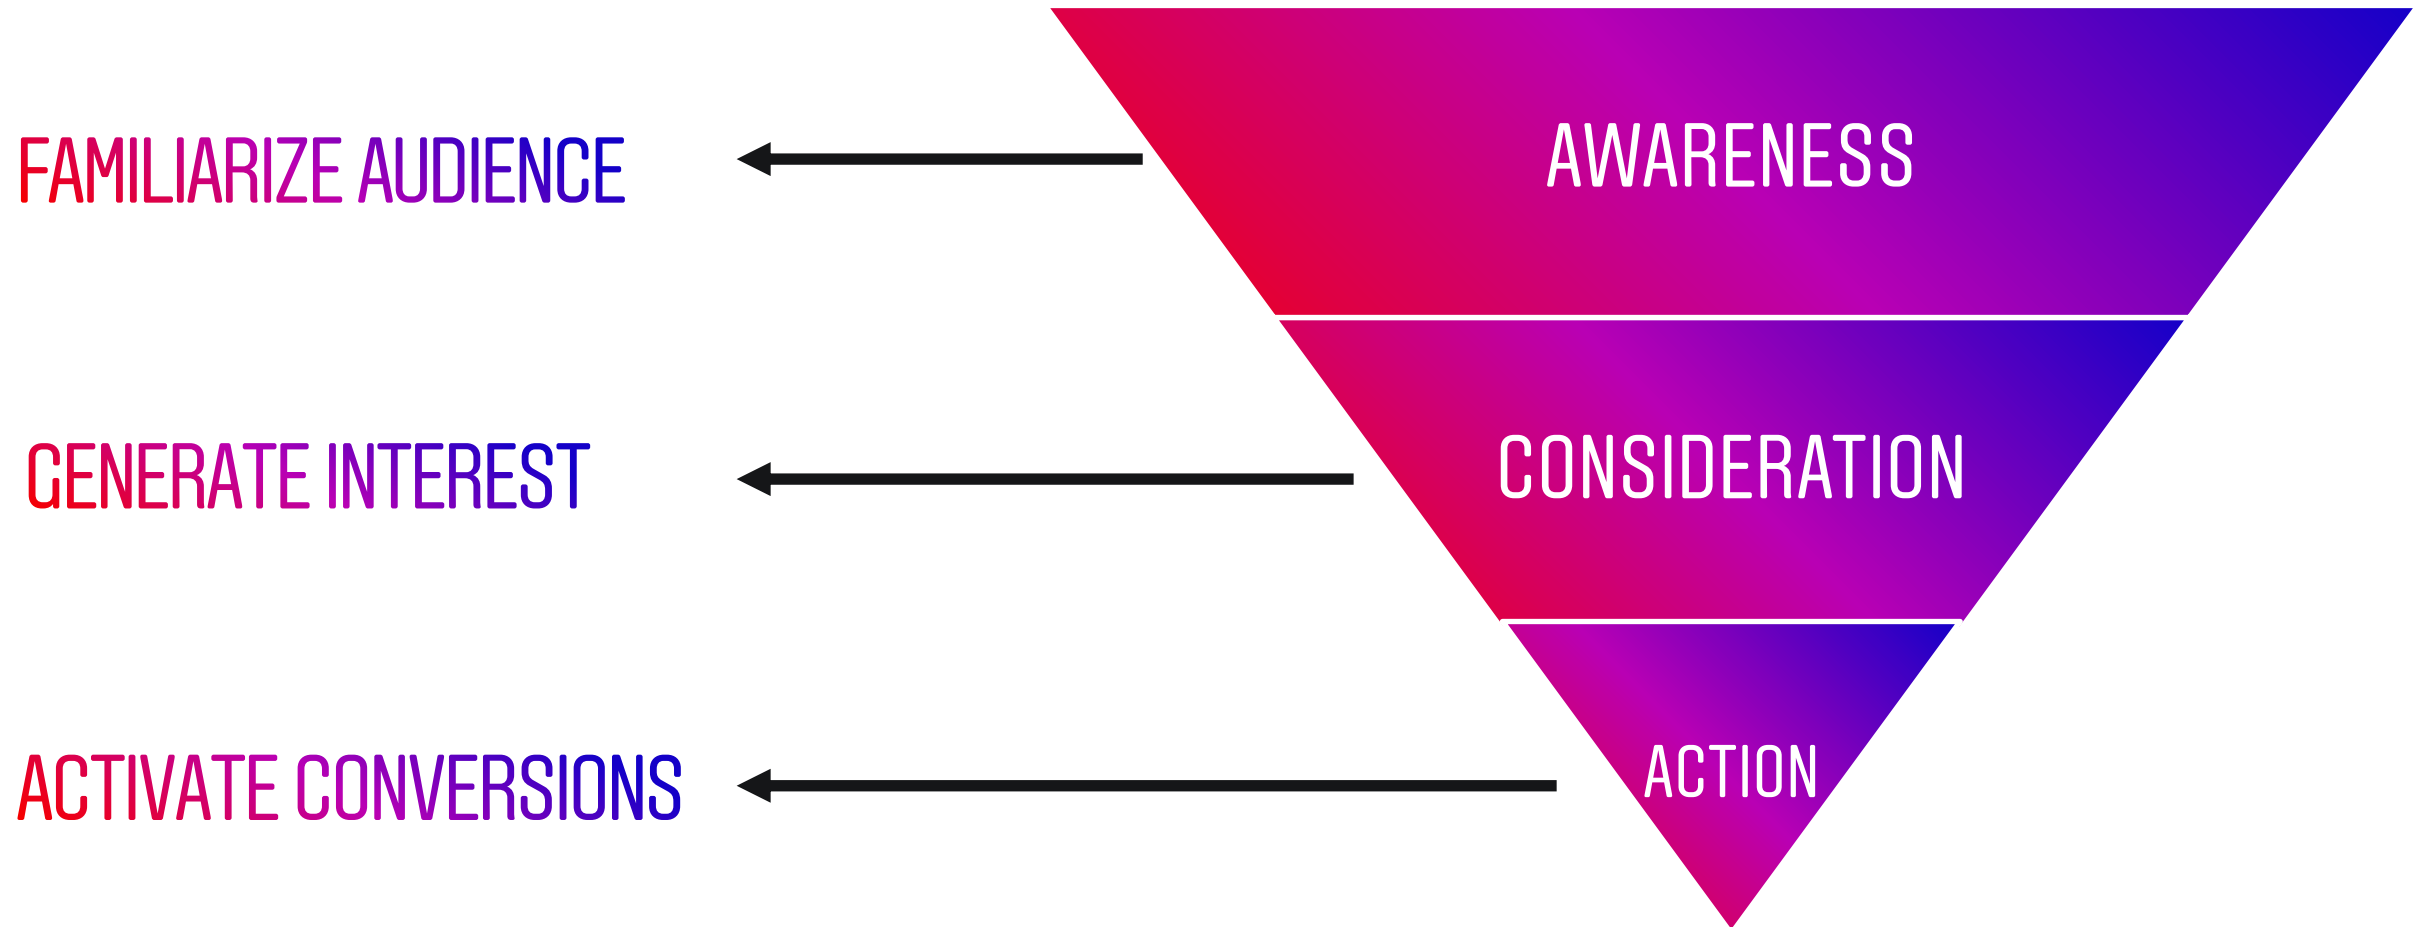 FAMILIARIZE AUDIENCE
AWARENESS
GENERATE INTEREST
CONSIDERATION
ACTIVATE CONVERSIONS
ACTION